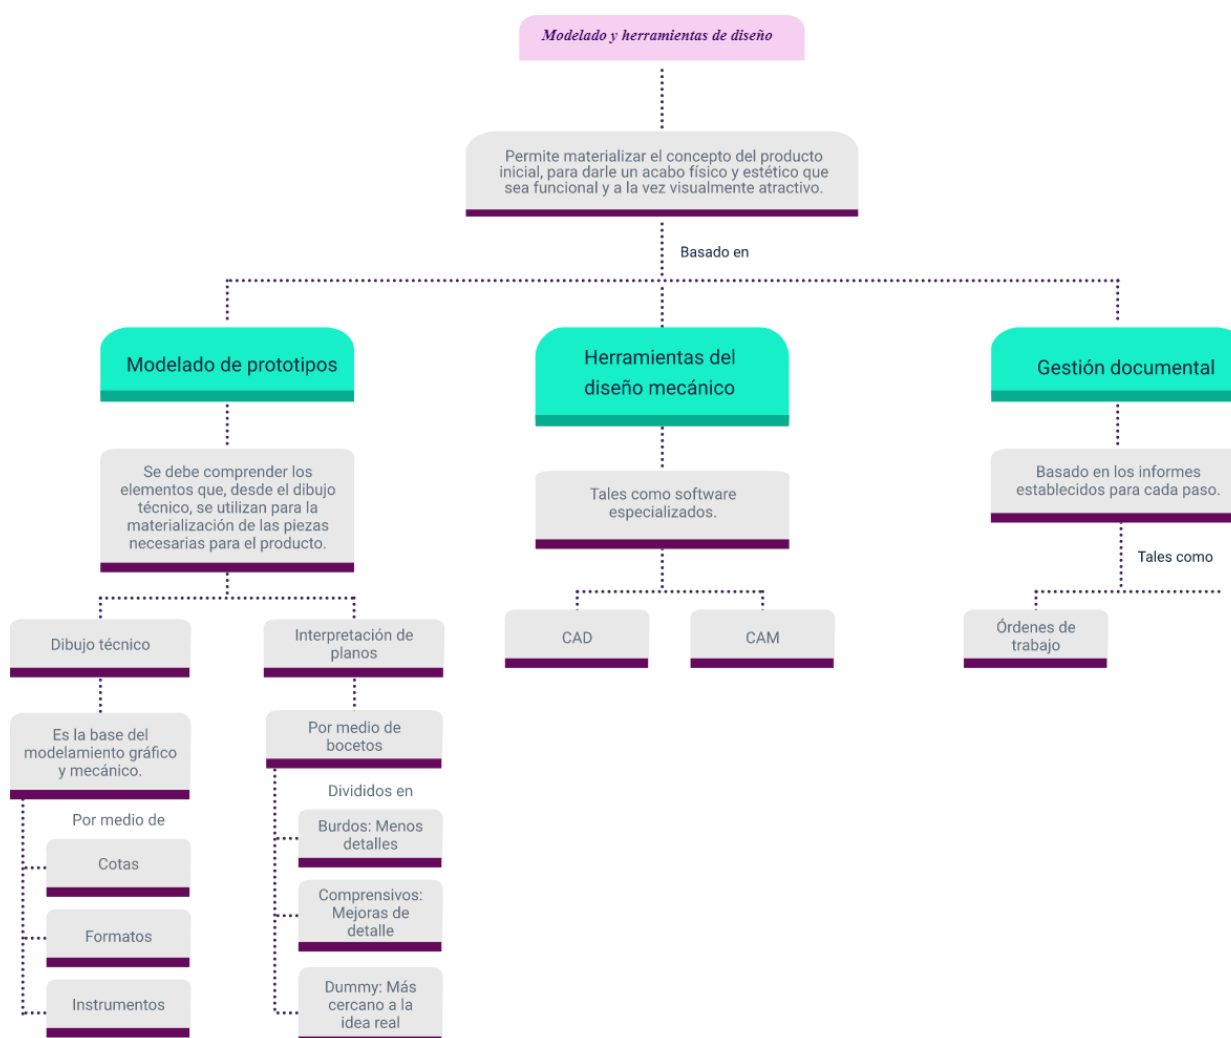 Modelado y herramientas de diseño
Permite materializar el concepto del producto
inicial, para darle un acabo físico y estético que
sea funcional y a la vez visualmente atractivo.
Basado en
Modelado de prototipos
Se debe comprender los
elementos que, desde el dibujo
técnico, se utilizan para la
materialización de las piezas
necesarias para el producto.
Dibujo técnico
Es la base del
modelamiento gráfico
y mecánico.
Por medio de
Cotas
Formatos
Instrumentos
Interpretación de
planos
Por medio de
bocetos
Divididos en
Burdos: Menos
detalles
Comprensivos:
Mejoras de
detalle
Dummy: Más
cercano a la
idea real
Herramientas del
diseño mecánico
Tales como software
especializados.
CAD
CAM
Gestión documental
Basado en los informes
establecidos para cada paso.
Tales como
Órdenes de
trabajo